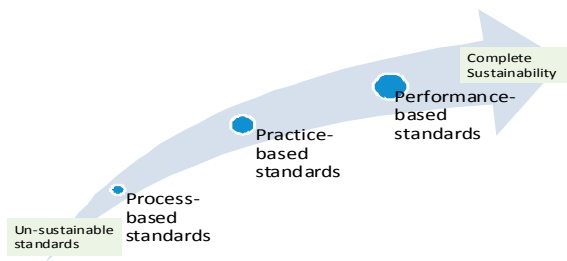 Complete
Sustainability
Performance-
based
standards
Practice-
based
standards
Process-
based
standards
Un-sustainable
standards